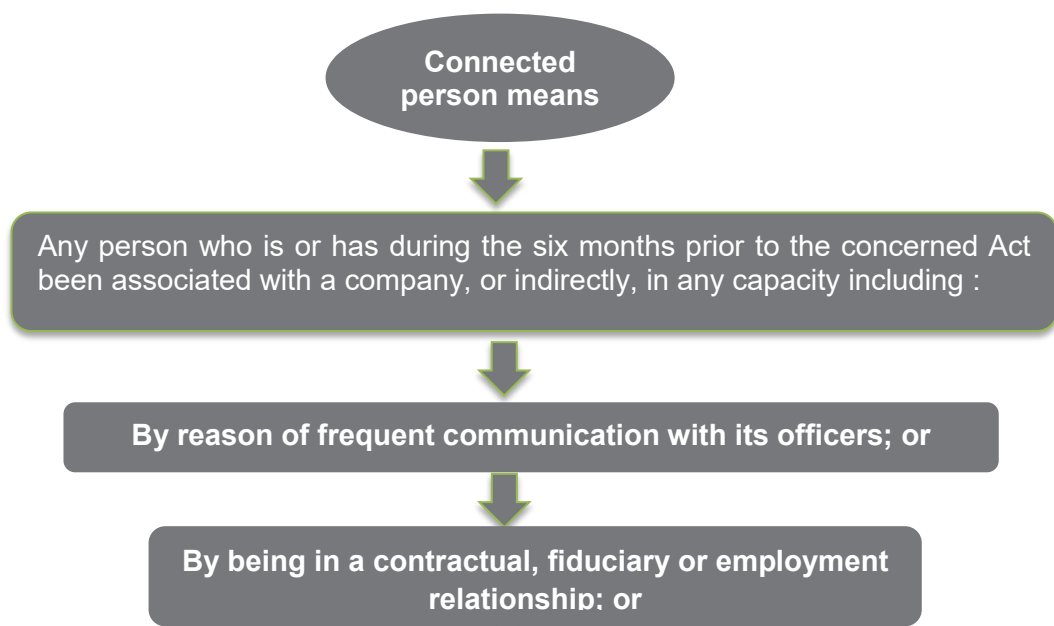 Connected
person means
Any person who is or has during the six months prior to the concerned Act
been associated with a company, or indirectly, in any capacity including :
By reason of frequent communication with its officers; or
By being in a contractual, fiduciary or employment
relationship; or